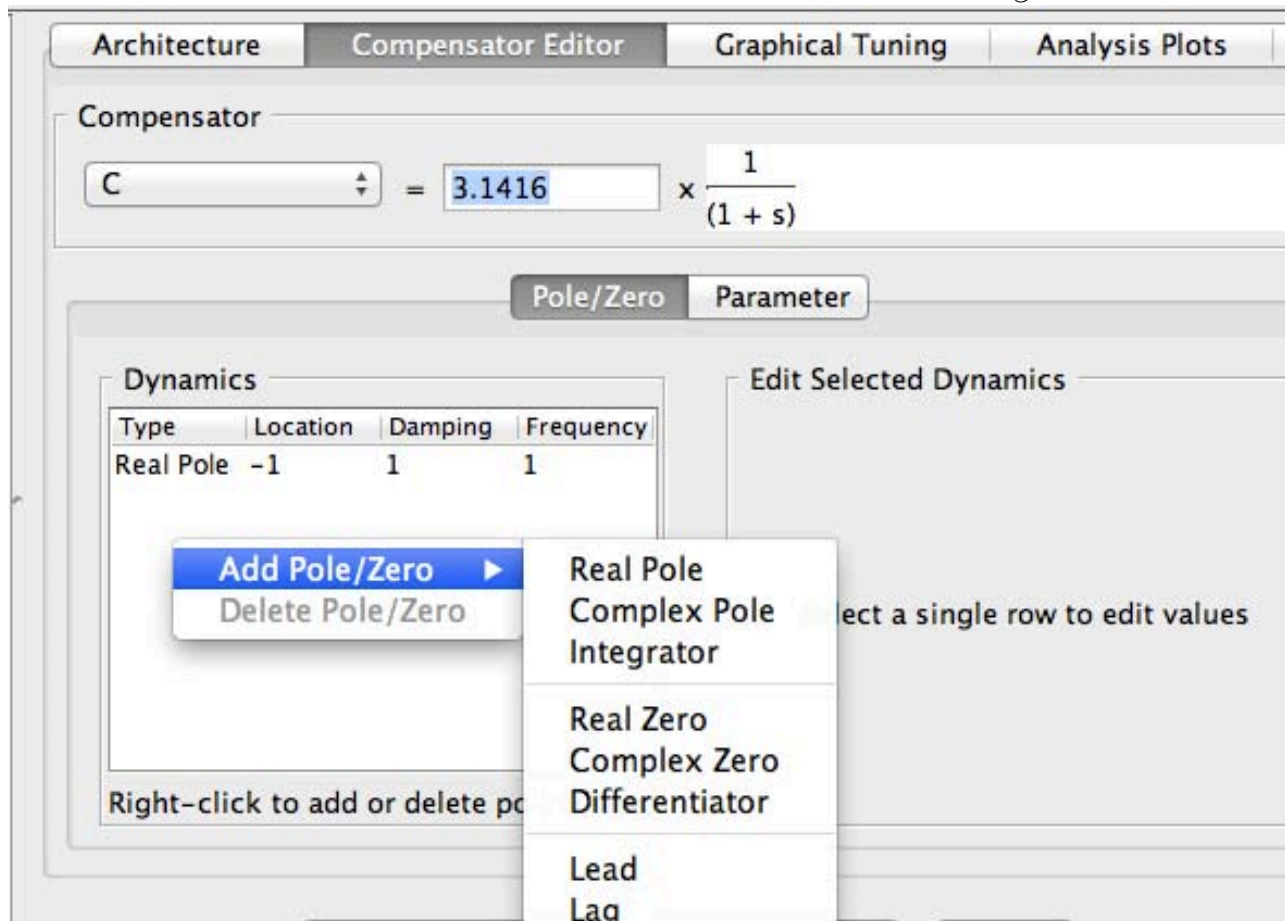 Architecture Compensator Editor Graphical Tuning Analysis Plots
Compensator
C = 3.1416 x 1
(1 + s)
Pole/Zero Parameter
Dynamics
Edit Selected Dynamics
Type Location Damping Frequency
Real Pole -1 1 1
Add Pole/Zero
Delete Pole/Zero
Real Pole
Complex Pole
Integrator
Real Zero
Complex Zero
Differentiator
Lead
Lag
a single row to edit values
Right-click to add or delete